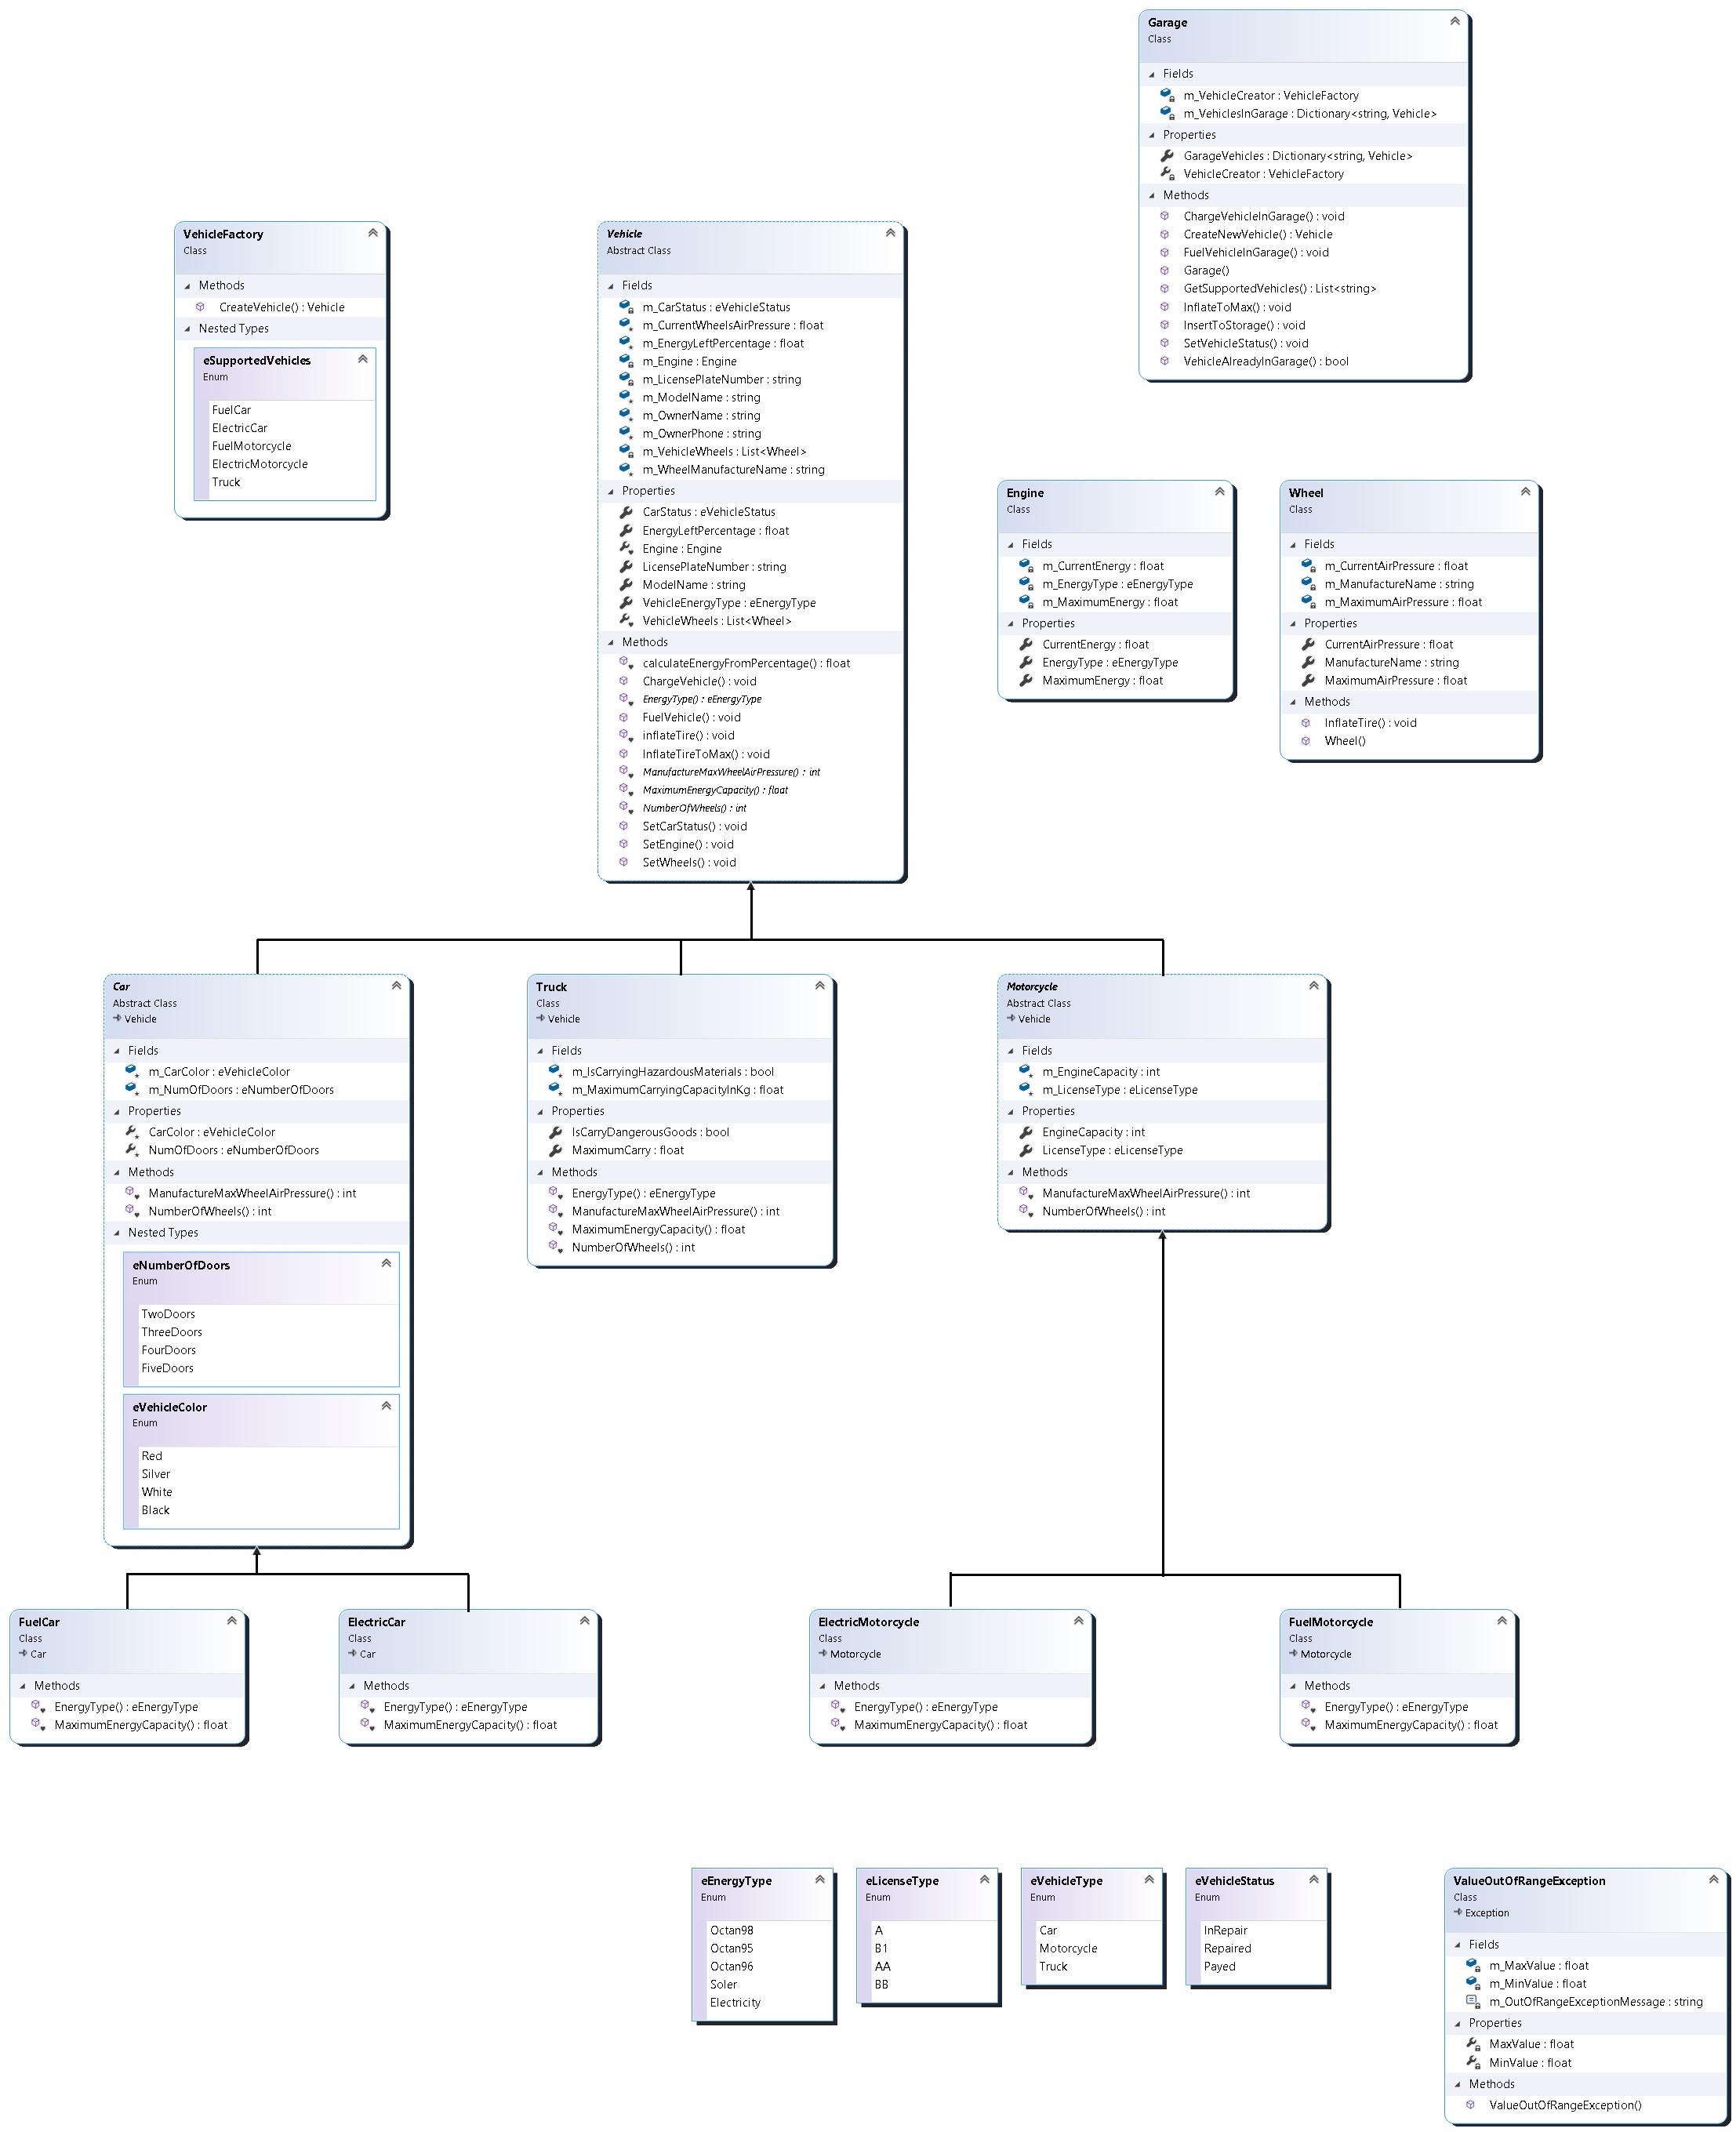 Garage
Class
Fields
m_VehicleCreator : VehicleFactory
m_VehiclesInGarage : Dictionary<string, Vehicle>
Properties
GarageVehicles : Dictionary<string, Vehicle>
VehicleCreator : VehicleFactory
Methods
ChargeVehicleInGarage() : void
CreateNewVehicle() : Vehicle
FuelVehicleInGarage() : void
Garage()
GetSupportedVehicles() : List<string>
InflateToMax() : void
InsertToStorage() : void
SetVehicleStatus() : void
VehicleAlreadyInGarage() : bool
VehicleFactory
Class
Methods
CreateVehicle() : Vehicle
Nested Types
eSupportedVehicles
Enum
FuelCar
ElectricCar
FuelMotorcycle
ElectricMotorcycle
Truck
Vehicle
Abstract Class
Fields
m_CarStatus : eVehicleStatus
m_CurrentWheelsAirPressure : float
m_EnergyLeftPercentage : float
m_Engine : Engine
m_LicensePlateNumber : string
m_ModelName : string
m_OwnerName : string
m_OwnerPhone : string
m_VehicleWheels : List<Wheel>
m_WheelManufactureName : string
Properties
CarStatus : eVehicleStatus
EnergyLeftPercentage : float
Engine : Engine
LicensePlateNumber : string
ModelName : string
VehicleEnergyType : eEnergyType
VehicleWheels : List<Wheel>
Methods
calculateEnergyFromPercentage() : float
ChargeVehicle() : void
EnergyType() : eEnergyType
FuelVehicle() : void
inflateTire() : void
InflateTireToMax() : void
ManufactureMaxWheelAirPressure() : int
MaximumEnergyCapacity() : float
NumberOfWheels() : int
SetCarStatus() : void
SetEngine() : void
SetWheels() : void
Engine
Class
Fields
m_CurrentEnergy : float
m_EnergyType : eEnergyType
m_MaximumEnergy : float
Properties
CurrentEnergy : float
EnergyType : eEnergyType
MaximumEnergy : float
Wheel
Class
Fields
m_CurrentAirPressure : float
m_ManufactureName : string
m_MaximumAirPressure : float
Properties
CurrentAirPressure : float
ManufactureName : string
MaximumAirPressure : float
Methods
InflateTire() : void
Wheel()
Car
Abstract Class
Vehicle
Fields
m_CarColor : eVehicleColor
m_NumOfDoors : eNumberOfDoors
Properties
CarColor : eVehicleColor
NumOfDoors : eNumberOfDoors
Methods
ManufactureMaxWheelAirPressure() : int
NumberOfWheels() : int
Nested Types
eNumberOfDoors
Enum
TwoDoors
ThreeDoors
FourDoors
FiveDoors
eVehicleColor
Enum
Red
Silver
White
Black
Truck
Class
Vehicle
Fields
m_IsCarryingHazardousMaterials : bool
m_MaximumCarryingCapacityInKg : float
Properties
IsCarryDangerousGoods : bool
MaximumCarry : float
Methods
EnergyType() : eEnergyType
ManufactureMaxWheelAirPressure() : int
MaximumEnergyCapacity() : float
NumberOfWheels() : int
Motorcycle
Abstract Class
Vehicle
Fields
m_EngineCapacity : int
m_LicenseType : eLicenseType
Properties
EngineCapacity : int
LicenseType : eLicenseType
Methods
ManufactureMaxWheelAirPressure() : int
NumberOfWheels() : int
FuelCar
Class
Car
Methods
EnergyType() : eEnergyType
MaximumEnergyCapacity() : float
ElectricCar
Class
Car
Methods
EnergyType() : eEnergyType
MaximumEnergyCapacity() : float
ElectricMotorcycle
Class
Motorcycle
Methods
EnergyType() : eEnergyType
MaximumEnergyCapacity() : float
FuelMotorcycle
Class
Motorcycle
Methods
EnergyType() : eEnergyType
MaximumEnergyCapacity() : float
eEnergyType
Enum
Octan98
Octan95
Octan96
Soler
Electricity
eLicenseType
Enum
A
B1
AA
BB
eVehicleType
Enum
Car
Motorcycle
Truck
eVehicleStatus
Enum
InRepair
Repaired
Payed
ValueOutOfRangeException
Class
Exception
Fields
m_MaxValue : float
m_MinValue : float
m_OutOfRangeExceptionMessage : string
Properties
MaxValue : float
MinValue : float
Methods
ValueOutOfRangeException()